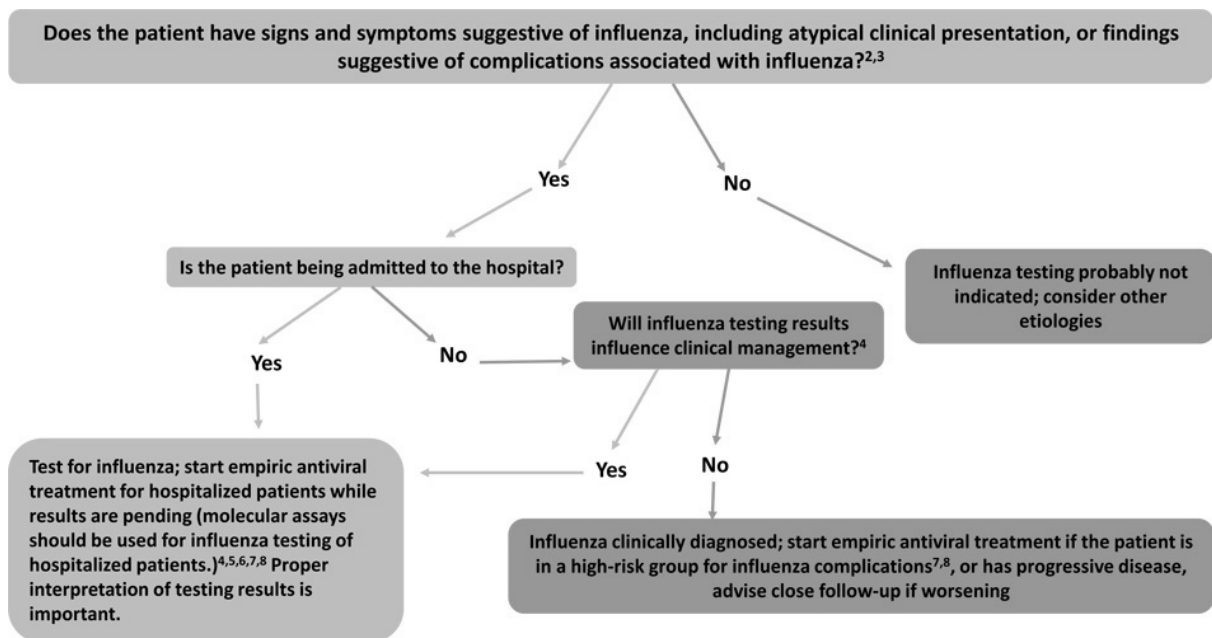 Does the patient have signs and symptoms suggestive of influenza, including atypical clinical presentation, or findings
suggestive of complications associated with influenza?2,3
Yes
No
Is the patient being admitted to the hospital?
Influenza testing probably not
indicated; consider other
etiologies
Will influenza testing results
influence clinical management?4
Yes
No
Yes
No
Test for influenza; start empiric antiviral
treatment for hospitalized patients while
results are pending (molecular assays
should be used for influenza testing of
hospitalized patients.)4,5,6,7,8 Proper
interpretation of testing results is
important.
Influenza clinically diagnosed; start empiric antiviral treatment if the patient is
in a high-risk group for influenza complications7,8, or has progressive disease,
advise close follow-up if worsening